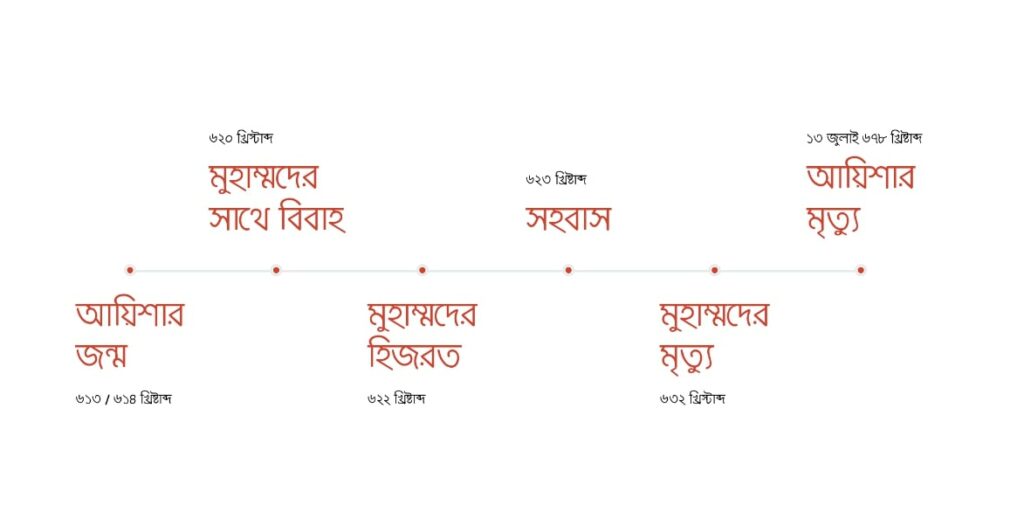 ৬২০ খ্রিস্টাব্দ
মুহাম্মদের
সাথে বিবাহ
৬২৩ খ্রিষ্টাব্দ
সহবাস
১৩ জুলাই ৬৭৮ খ্রিষ্টাব্দ
আয়িশার
মৃত্যু
আয়িশার
জন্ম
৬১৩ / ৬১৪ খ্রিষ্টাব্দ
মুহাম্মদের
হিজরত
৬২২ খ্রিষ্টাব্দ
মুহাম্মদের
মৃত্যু
৬৩২ খ্রিস্টাব্দ